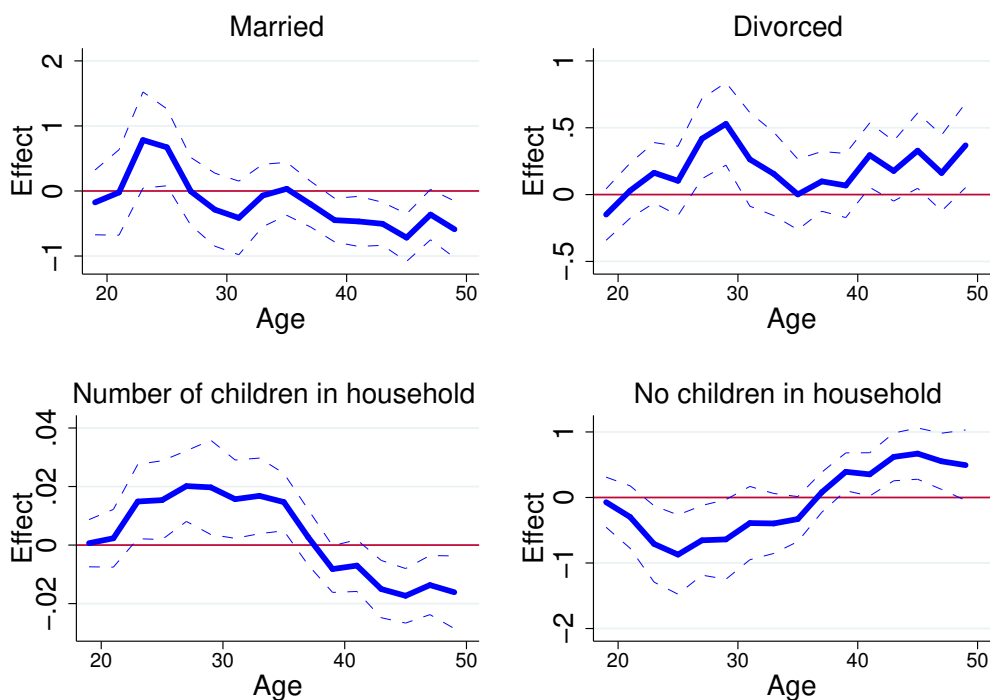 Married
Effect
2
1
0
−1
20
30
40
50
Age
Divorced
Effect
1
.5
0
−.5
20
30
40
50
Age
Number of children in household
Effect
.04
.02
0
−.02
20
30
40
50
Age
No children in household
Effect
1
0
−1
−2
20
30
40
50
Age